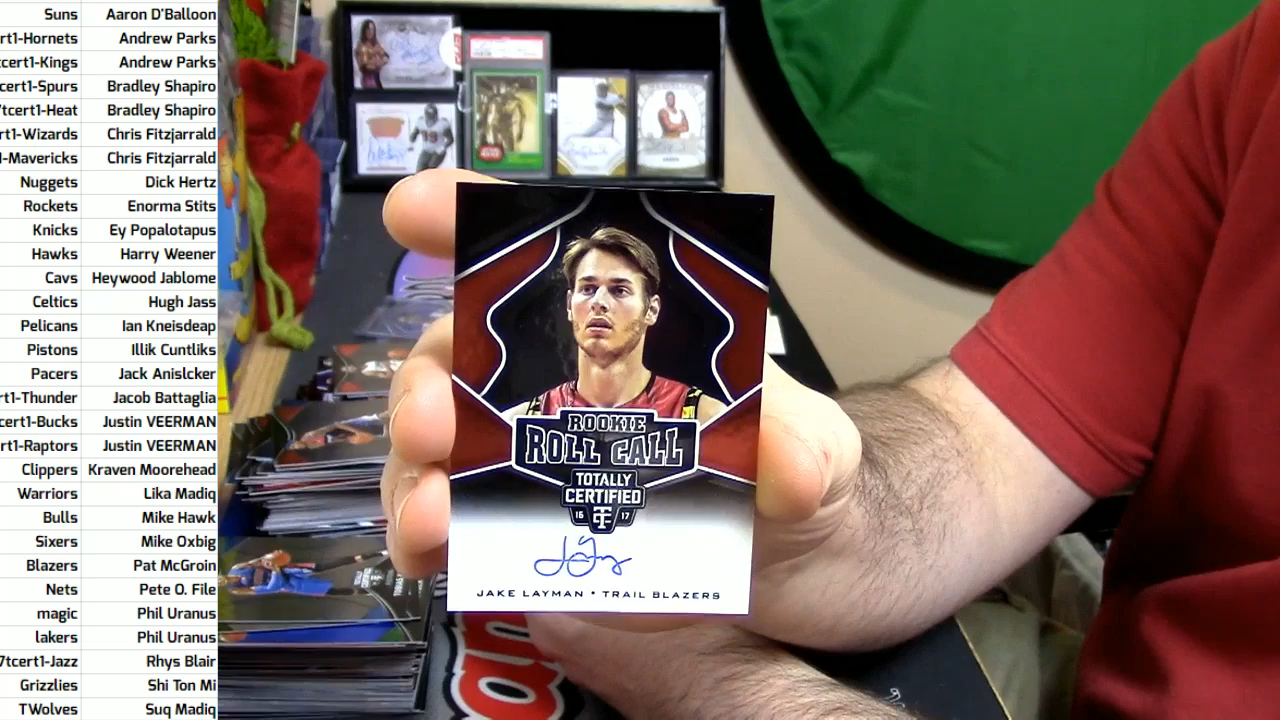 Suns Aaron D'Balloon
rt1-Hornets Andrew Parks
cert1-Kings Andrew Parks
cert1-Spurs Bradley Shapiro
7tcert1-Heat Bradley Shapiro
rt1-Wizards Chris Fitzjarrald
1-Mavericks Chris Fitzjarrald
Nuggets Dick Hertz
Rockets Enorma Stits
Knicks Ey Popalotapus
Hawks Harry Weener
Cavs Heywood Jablome
Celtics Hugh Jass
Pelicans Ian Kneisdeap
Pistons Illik Cuntliks
Pacers Jack Anislcker
rt1-Thunder Jacob Battaglia
cert1-Bucks Justin VEERMAN
rt1-Raptors Justin VEERMAN
Clippers Kraven Moorehead
Warriors Lika Madiq
Bulls Mike Hawk
Sixers Mike Oxbig
Blazers Pat McGroin
Nets Pete O. File
magic Phil Uranus
lakers Phil Uranus
7tcert1-Jazz Rhys Blair
Grizzlies Shi Ton Mi
TWolves Suq Madiq
ROOKIE
ROLL CALL
TOTALLY
CERTIFIED
16 17
JAKE LAYMAN • TRAIL BLAZERS